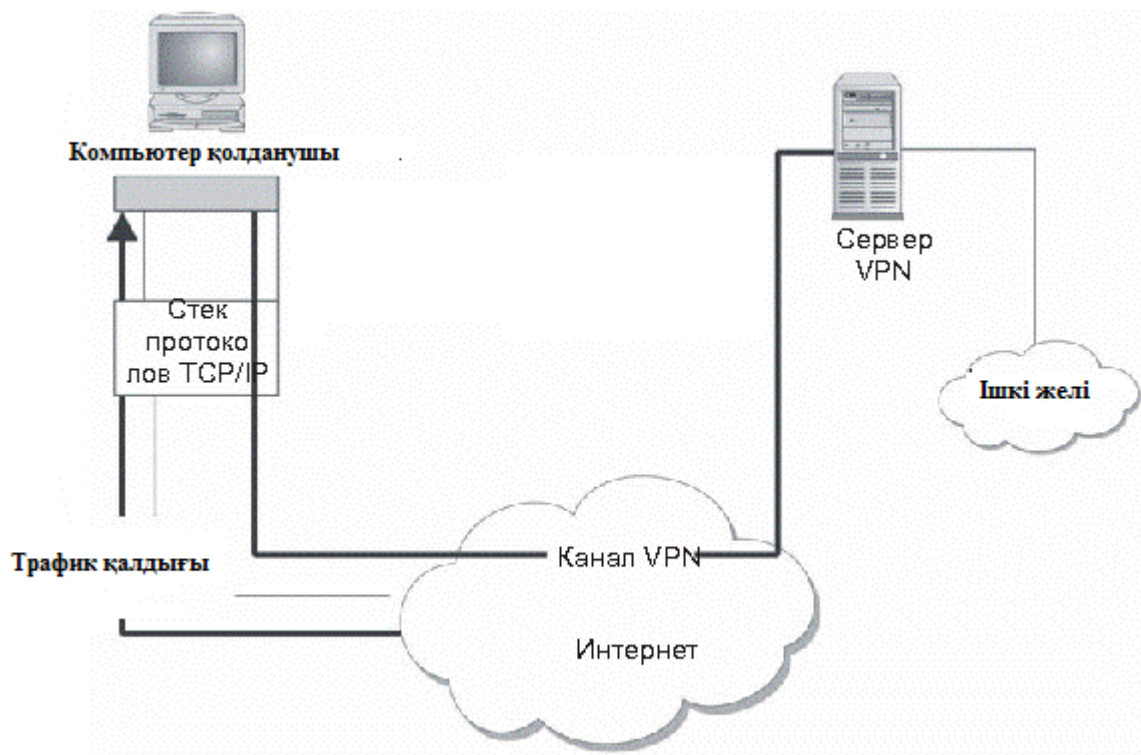 Компьютер қолданушы
Стек
протоко
лов TCP/IP
Сервер
VPN
Ішкі желі
Канал VPN
Трафик қалдығы
Интернет